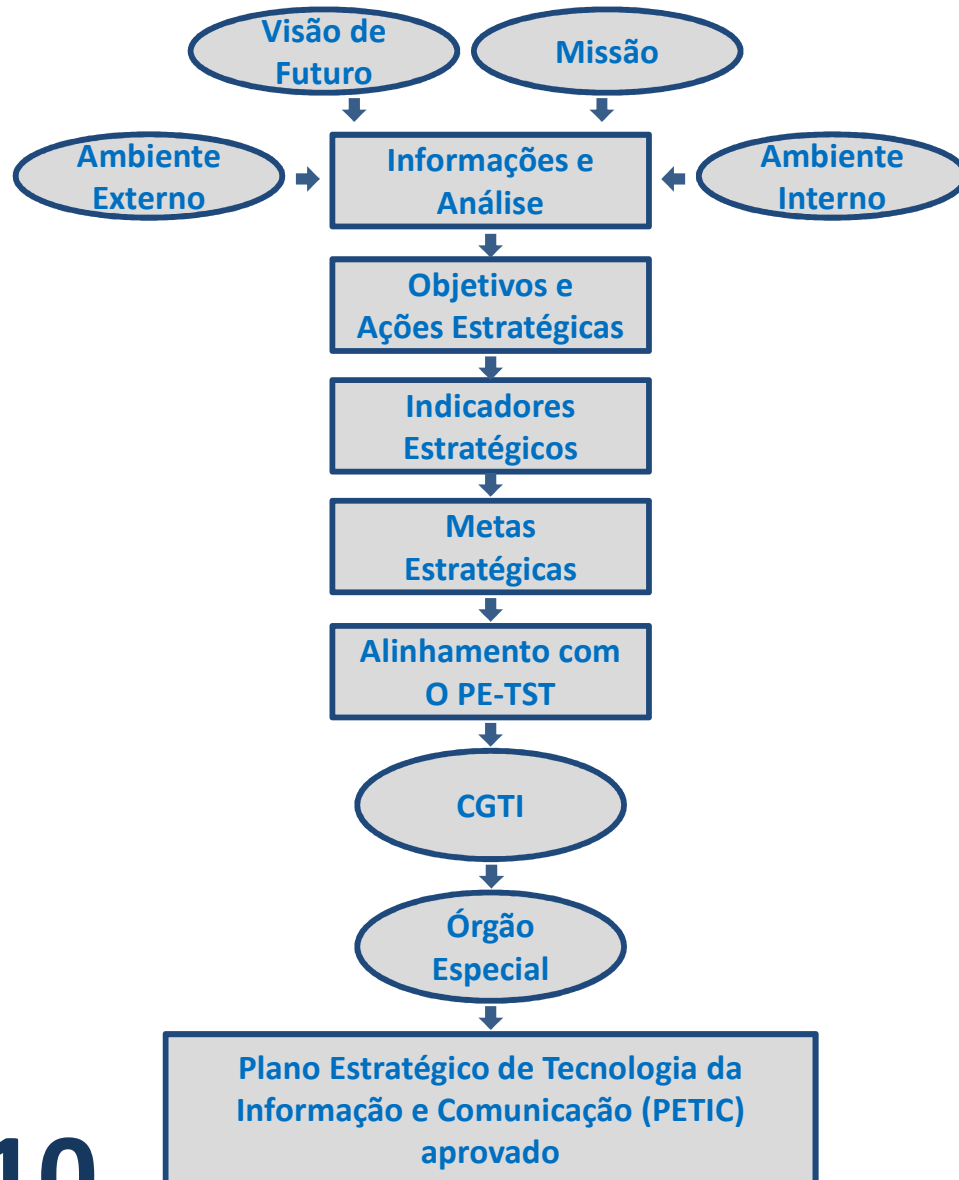 Visão de
Futuro
Missão
Ambiente
Externo
Informações e
Análise
Ambiente
Interno
Objetivos e
Ações Estratégicas
Indicadores
Estratégicos
Metas
Estratégicas
Alinhamento com
O PE-TST
CGTI
Órgão
Especial
Plano Estratégico de Tecnologia da
Informação e Comunicação (PETIC)
aprovado
10